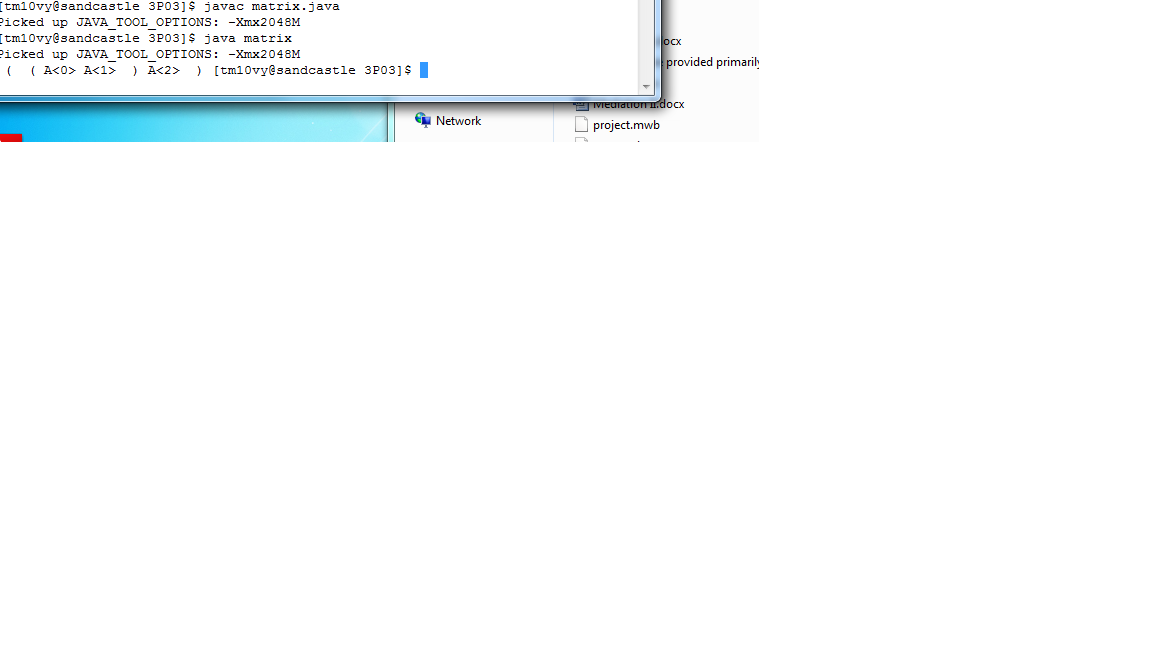 [tm10vy@sandcastle 3P03]$ javac matrix.java
Picked up JAVA_TOOL_OPTIONS: -Xmx2048M
[tm10vy@sandcastle 3P03]$ java matrix
Picked up JAVA_TOOL_OPTIONS: -Xmx2048M
( ( A<0> A<1> ) A<2> ) [tm10vy@sandcastle 3P03]$
ocx
provided primarily
Mediation II.docx
Network
project.mwb